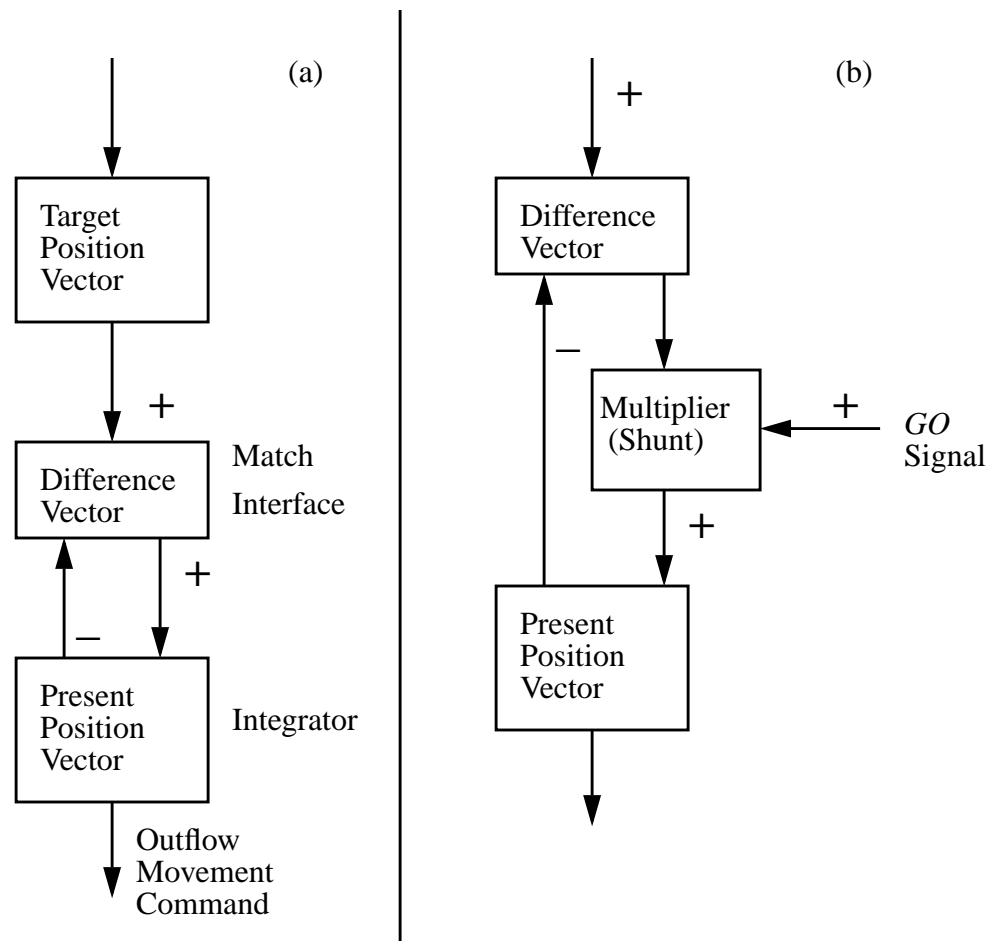 (a)
Target
Position
Vector
+
Difference
Vector
Match
Interface
+
−
Present
Position
Vector
Integrator
Outflow
Movement
Command
(b)
+
Difference
Vector
−
Multiplier
(Shunt)
+
GO
Signal
+
Present
Position
Vector